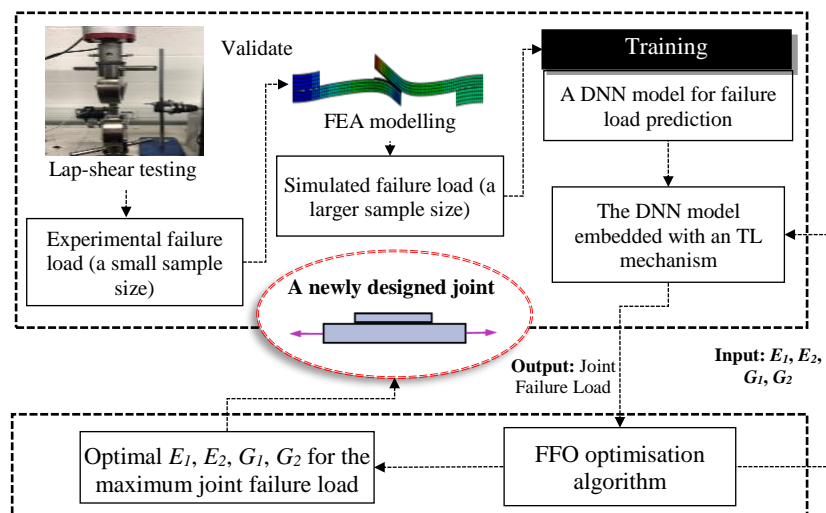 Validate
Training
A DNN model for failure
load prediction
FEA modelling
Lap-shear testing
Simulated failure load (a
larger sample size)
The DNN model
embedded with an TL
mechanism
Experimental failure
load (a small sample
size)
A newly designed joint
Output: Joint
Failure Load
Input: E1, E2,
G1, G2
Optimal E1, E2, G1, G2 for the
maximum joint failure load
FFO optimisation
algorithm